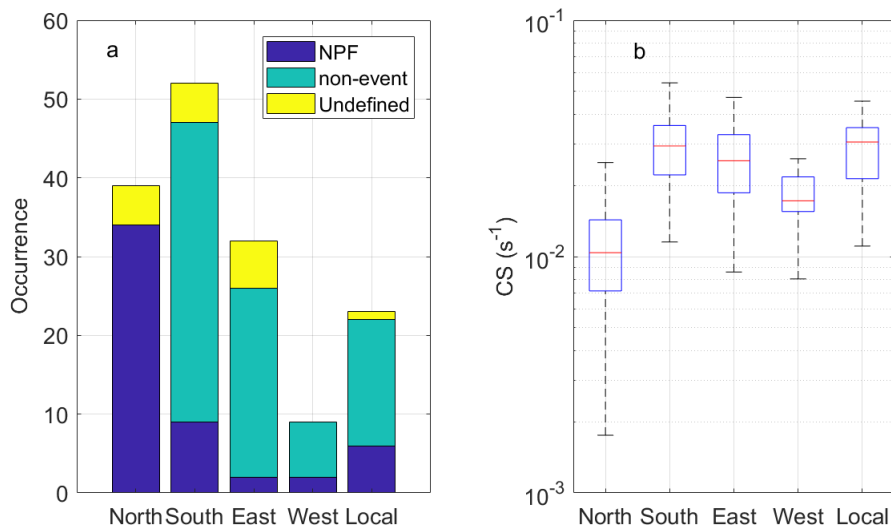 a
NPF
non-event
Undefined
60
50
40
30
20
10
0
Occurrence
North South East West Local
b
10-1
10-2
10-3
CS (s-1)
North South East West Local